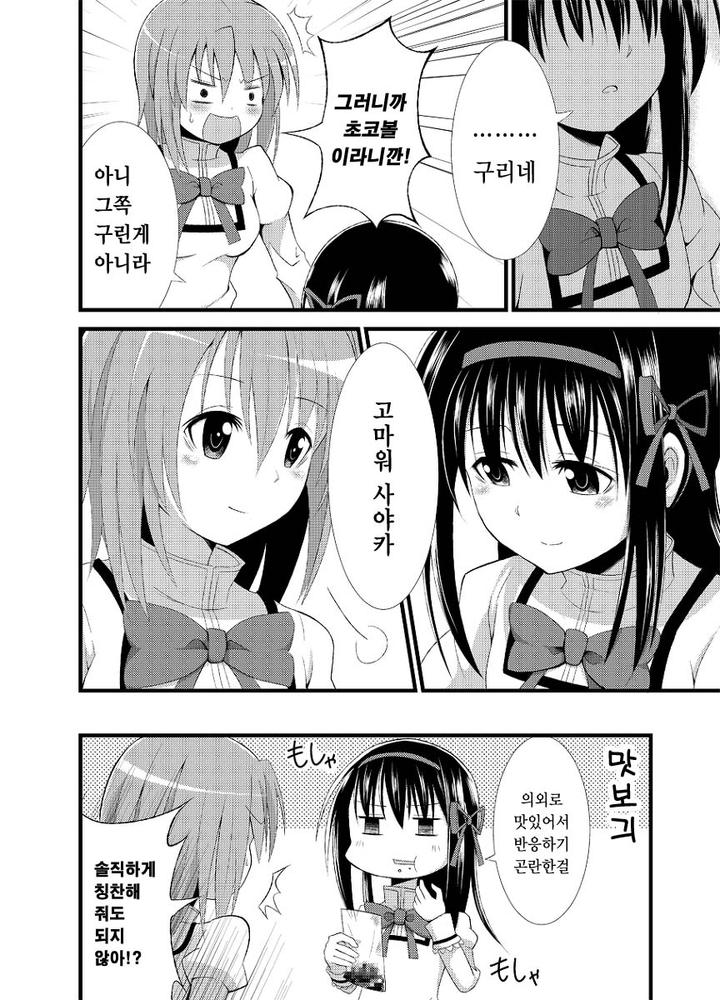 ………
구리네
그러니까
초코볼
이라니깐!
아니
그쪽
구린게
아니라
고마워 사야카
맛보긔
의외로
맛있어서
반응하기
곤란한걸
もしゃ
もしゃ
솔직하게
칭찬해
줘도
되지
않아!?